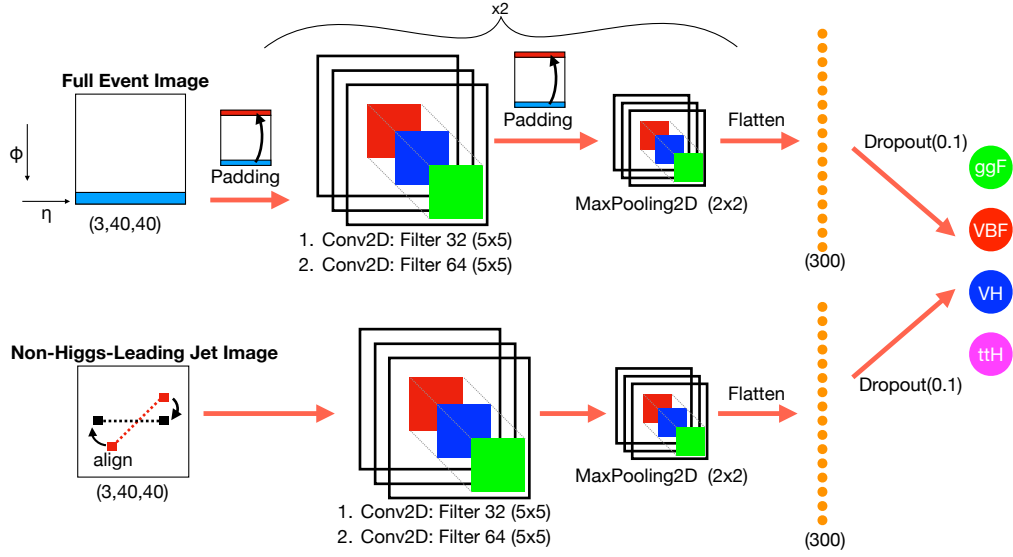 x2
Full Event Image
ϕ
η
(3,40,40)
Padding
1. Conv2D: Filter 32 (5x5)
2. Conv2D: Filter 64 (5x5)
Padding
MaxPooling2D (2x2)
Flatten
(300)
Dropout(0.1)
ggF
VBF
VH
ttH
Non-Higgs-Leading Jet Image
align
(3,40,40)
1. Conv2D: Filter 32 (5x5)
2. Conv2D: Filter 64 (5x5)
MaxPooling2D (2x2)
Flatten
(300)
Dropout(0.1)